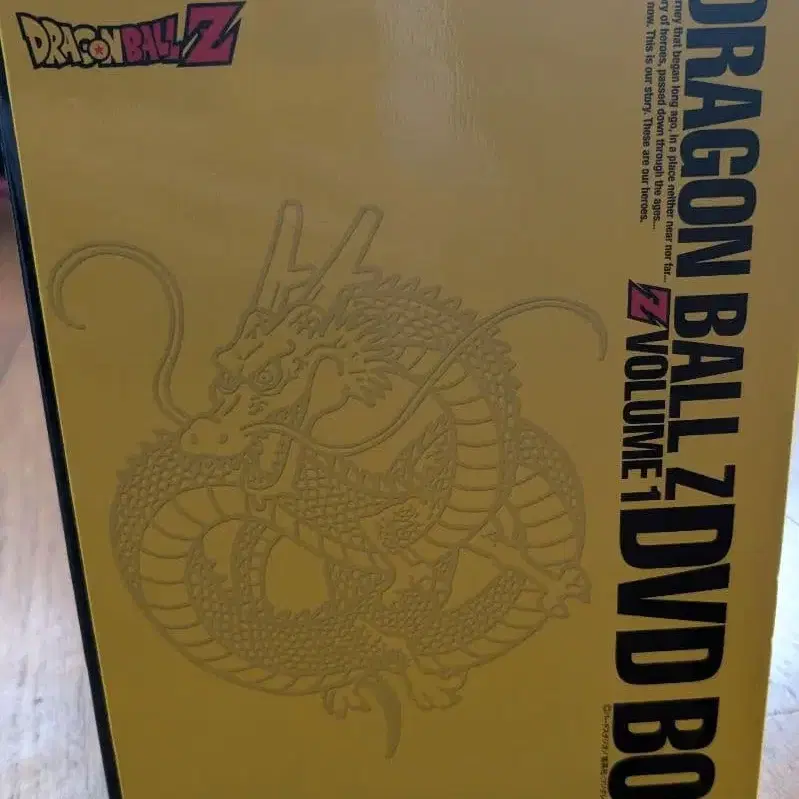 DRAGON BALL Z
DRAGON BALL Z DVD BO
rney that began long ago, in a place neither near nor far...
ry of heroes, passed down through the ages...
now. This is our story. These are our heroes.
Z VOLUME 1